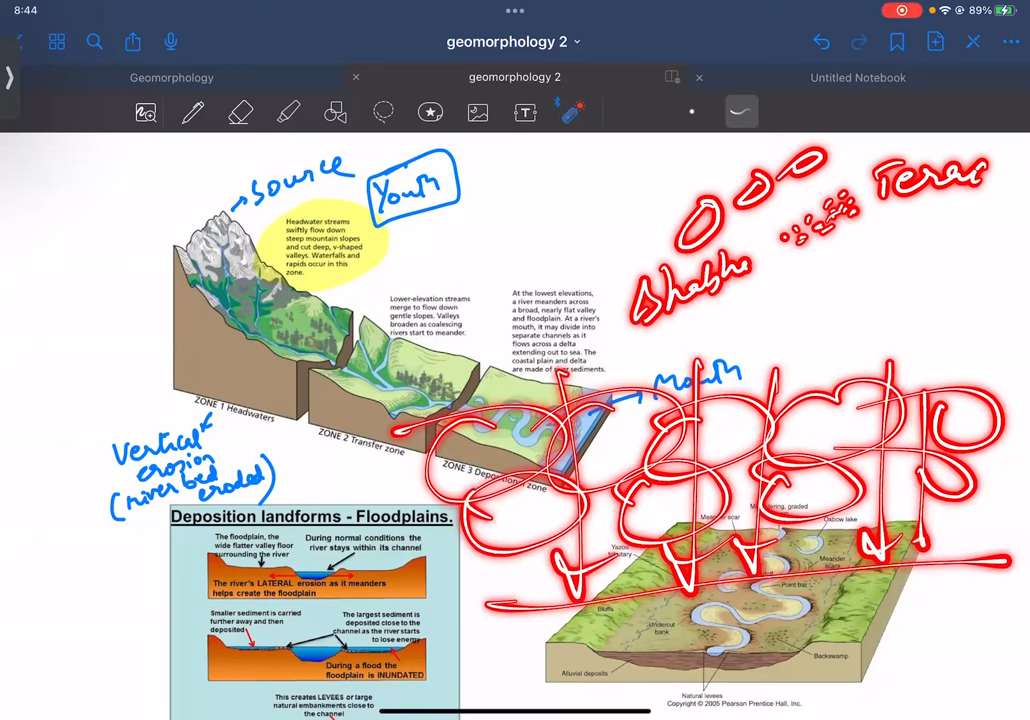 8:44
89%
geomorphology 2
Geomorphology
geomorphology 2
Untitled Notebook
source
Youth
Terai
Bhabhar
Headwater streams
swiftly flow down
steep mountain slopes
and cut deep, v-shaped
valleys. Waterfalls and
rapids occur in this
zone.
Lower-elevation streams
merge to flow down
gentle slopes. Valleys
broaden as coalescing
rivers start to meander.
At the lowest elevations,
a river meanders across
a broad, nearly flat valley
and floodplain. At a river's
mouth, it may divide into
separate channels as it
flows across a delta
extending out to sea. The
coastal plain and delta
are made of river sediments.
Mouth
ZONE 1 Headwaters
ZONE 2 Transfer zone
ZONE 3 Depositional zone
Vertical
erosion
(river bed
eroded)
Deposition landforms - Floodplains.
The floodplain, the
wide flatter valley floor
surrounding the river
During normal conditions the
river stays within its channel
The river's LATERAL erosion as it meanders
helps create the floodplain
Smaller sediment is carried
further away and then
deposited
The largest sediment is
deposited close to the
channel as the river starts
to lose energy
During a flood the
floodplain is INUNDATED
This creates LEVEES or large
natural embankments close to
the channel
Meander scar
Meandering, graded
Oxbow lake
Yazoo
tributary
Meander
scars
Point bar
Bluffs
Undercut
bank
Backswamp
Alluvial deposits
Natural levees
Copyright © 2005 Pearson Prentice Hall, Inc.